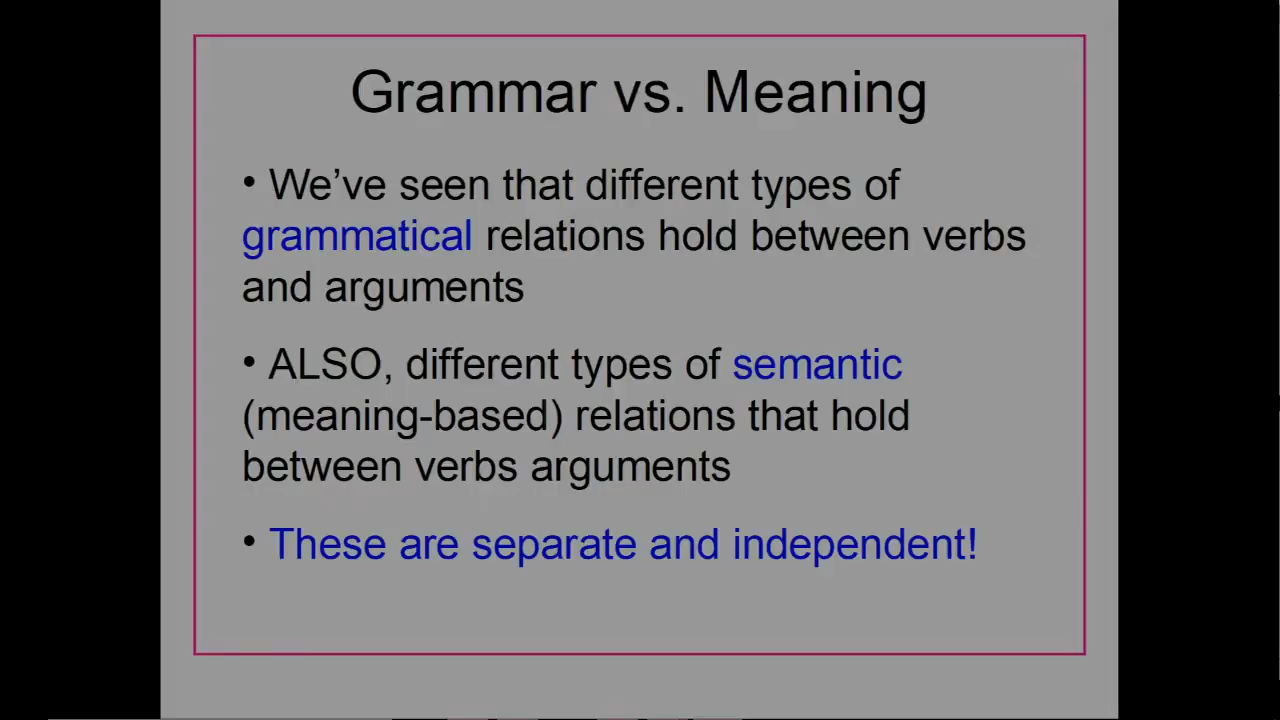 Grammar vs. Meaning
• We’ve seen that different types of
grammatical relations hold between verbs
and arguments
• ALSO, different types of semantic
(meaning-based) relations that hold
between verbs arguments
• These are separate and independent!